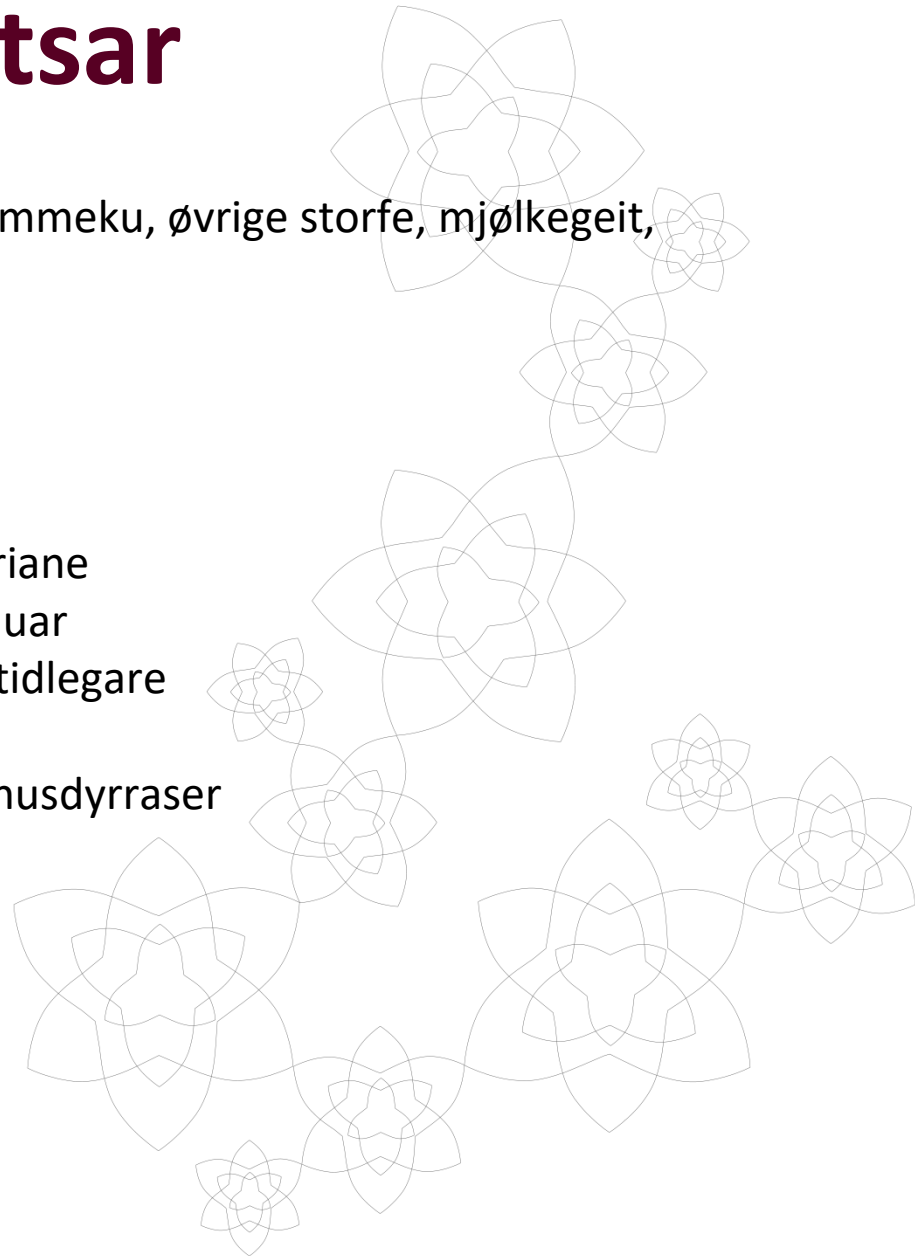 tsar
mmeku, øvrige storfe, mjølkegeit,
riane
uar
tidlegare
husdyrraser